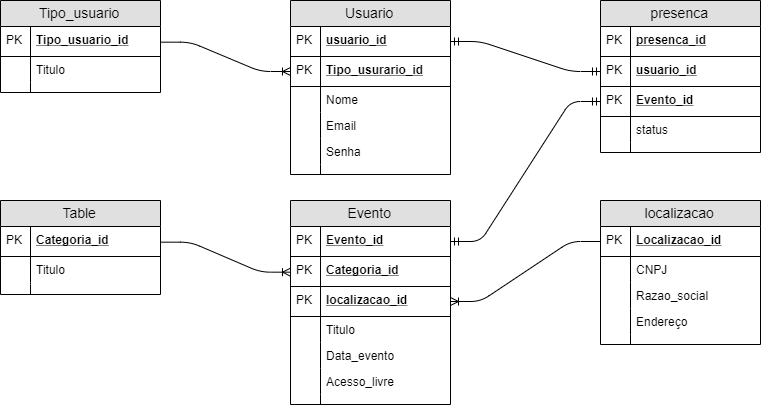 Tipo_usuario
PK Tipo_usuario_id
Titulo
Usuario
PK usuario_id
PK Tipo_usurario_id
Nome
Email
Senha
presenca
PK presenca_id
PK usuario_id
PK Evento_id
status
Table
PK Categoria_id
Titulo
Evento
PK Evento_id
PK Categoria_id
PK localizacao_id
Titulo
Data_evento
Acesso_livre
localizacao
PK Localizacao_id
CNPJ
Razao_social
Endereço